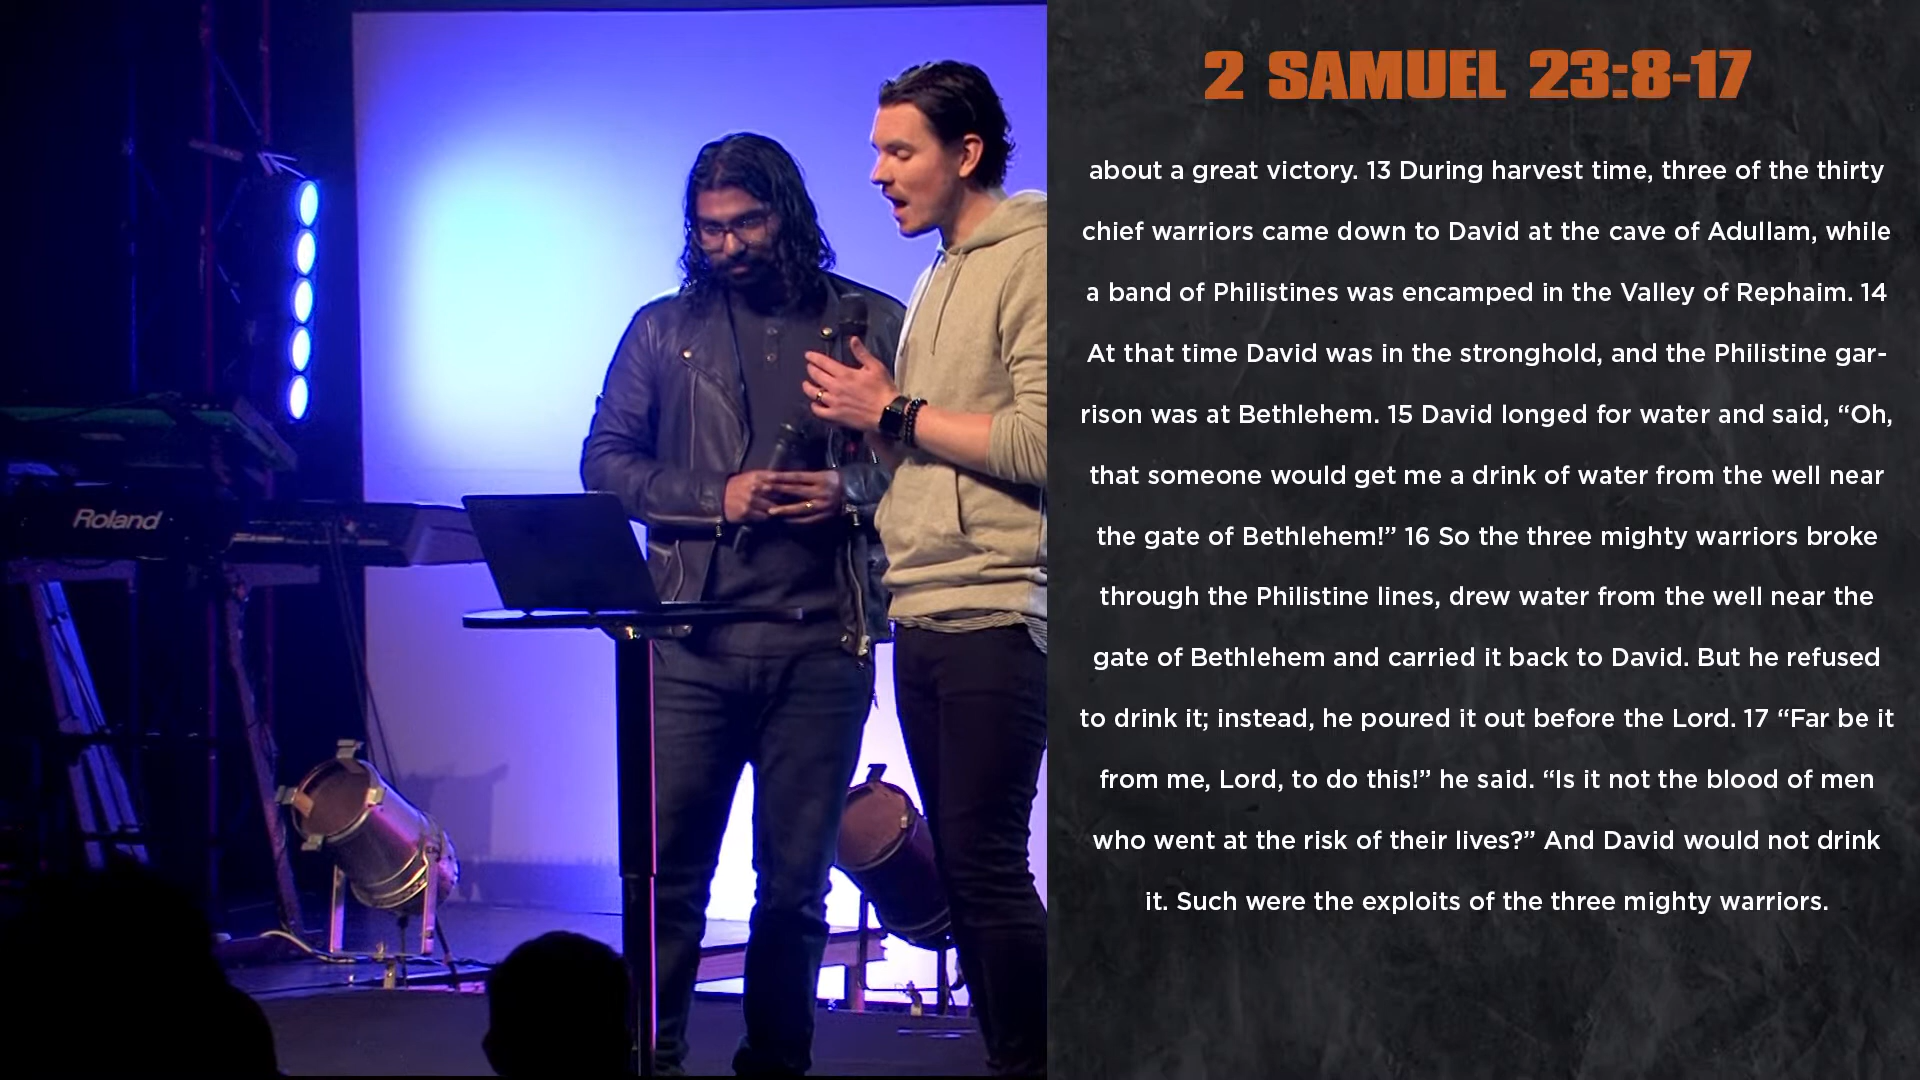 Roland
2 SAMUEL 23:8-17
about a great victory. 13 During harvest time, three of the thirty
chief warriors came down to David at the cave of Adullam, while
a band of Philistines was encamped in the Valley of Rephaim. 14
At that time David was in the stronghold, and the Philistine gar-
rison was at Bethlehem. 15 David longed for water and said, “Oh,
that someone would get me a drink of water from the well near
the gate of Bethlehem!” 16 So the three mighty warriors broke
through the Philistine lines, drew water from the well near the
gate of Bethlehem and carried it back to David. But he refused
to drink it; instead, he poured it out before the Lord. 17 “Far be it
from me, Lord, to do this!” he said. “Is it not the blood of men
who went at the risk of their lives?” And David would not drink
it. Such were the exploits of the three mighty warriors.